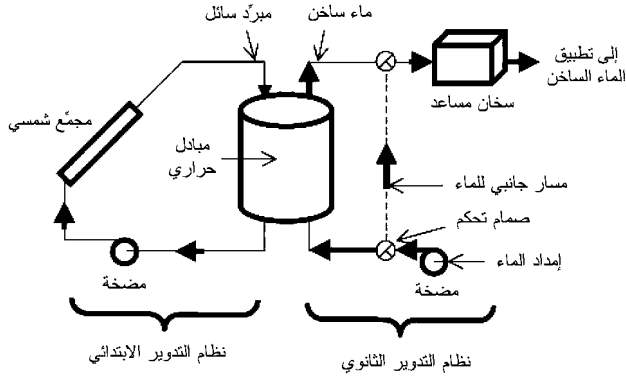 مبرّد سائل
ماء ساخن
إلى تطبيق
الماء الساخن
سخان مساعد
مجمّع شمسي
مبادل
حراري
مسار جانبي للماء
صمام تحكم
إمداد الماء
مضخة
مضخة
نظام التدوير الثانوي
نظام التدوير الابتدائي